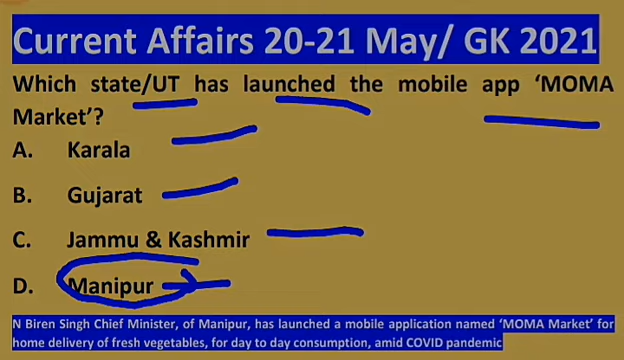 Current Affairs 20-21 May/ GK 2021
Which state/UT has launched the mobile app ‘MOMA
Market’?
A. Karala
B. Gujarat
C. Jammu & Kashmir
D. Manipur
N Biren Singh Chief Minister, of Manipur, has launched a mobile application named ‘MOMA Market’ for
home delivery of fresh vegetables, for day to day consumption, amid COVID pandemic